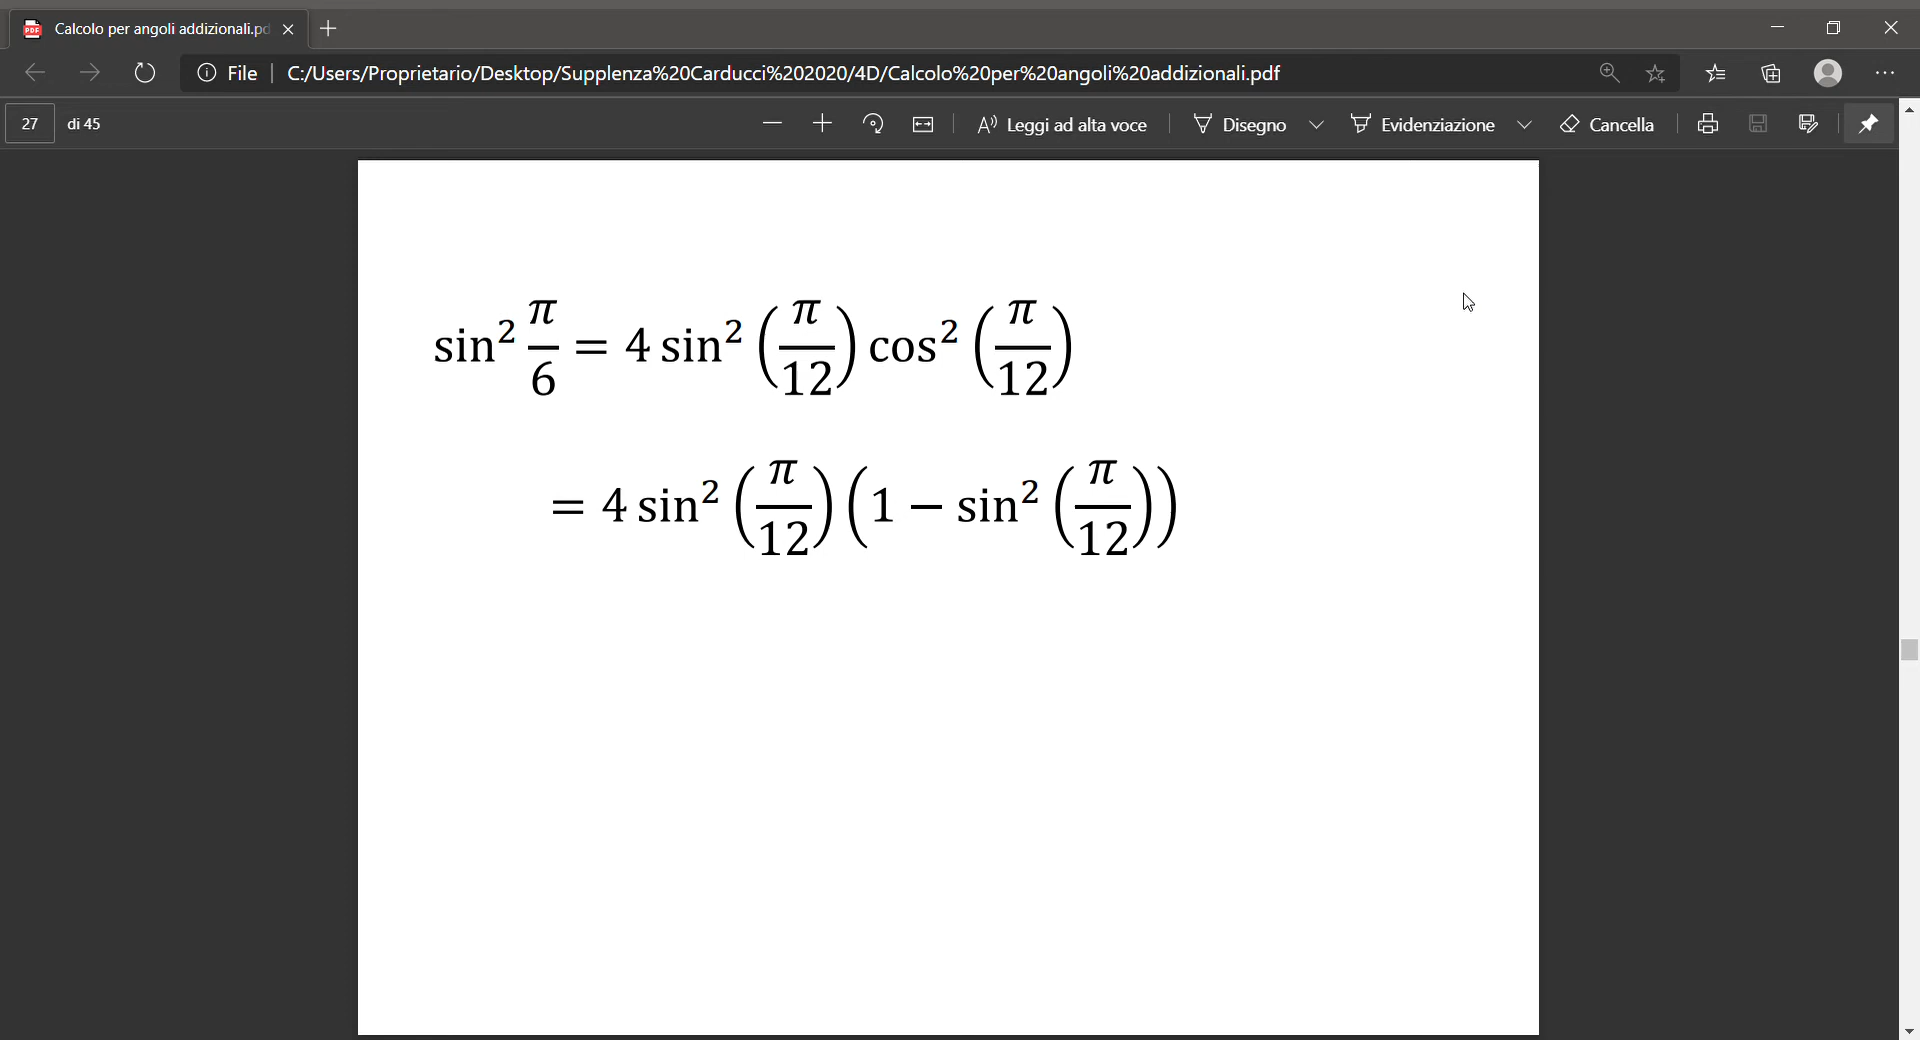 Calcolo per angoli addizionali.pd
File | C:/Users/Proprietario/Desktop/Supplenza%20Carducci%202020/4D/Calcolo%20per%20angoli%20addizionali.pdf
27 di 45 Leggi ad alta voce Disegno Evidenziazione Cancella
sin² π/6 = 4 sin² (π/12) cos² (π/12)
= 4 sin² (π/12) (1 − sin² (π/12))